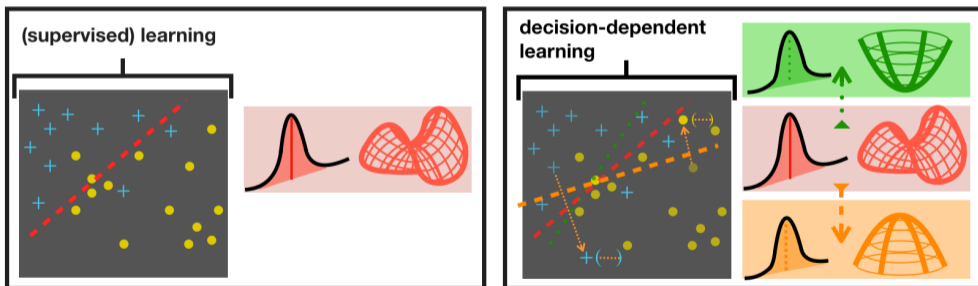 (supervised) learning
decision-dependent
learning